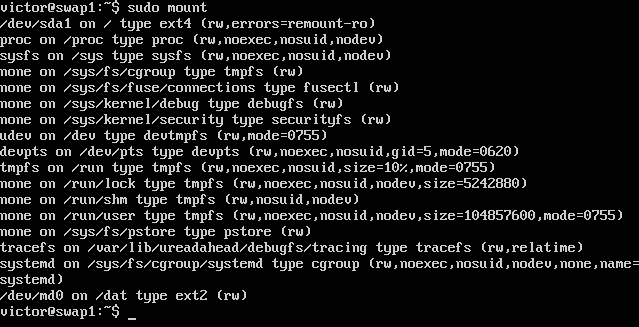 victor@swap1:~$ sudo mount
/dev/sda1 on / type ext4 (rw,errors=remount-ro)
proc on /proc type proc (rw,noexec,nosuid,nodev)
sysfs on /sys type sysfs (rw,noexec,nosuid,nodev)
none on /sys/fs/cgroup type tmpfs (rw)
none on /sys/fs/fuse/connections type fusectl (rw)
none on /sys/kernel/debug type debugfs (rw)
none on /sys/kernel/security type securityfs (rw)
udev on /dev type devtmpfs (rw,mode=0755)
devpts on /dev/pts type devpts (rw,noexec,nosuid,gid=5,mode=0620)
tmpfs on /run type tmpfs (rw,noexec,nosuid,size=10%,mode=0755)
none on /run/lock type tmpfs (rw,noexec,nosuid,nodev,size=5242880)
none on /run/shm type tmpfs (rw,nosuid,nodev)
none on /run/user type tmpfs (rw,noexec,nosuid,nodev,size=104857600,mode=0755)
none on /sys/fs/pstore type pstore (rw)
tracefs on /var/lib/ureadahead/debugfs/tracing type tracefs (rw,relatime)
systemd on /sys/fs/cgroup/systemd type cgroup (rw,noexec,nosuid,nodev,none,name=
systemd)
/dev/md0 on /dat type ext2 (rw)
victor@swap1:~$ _